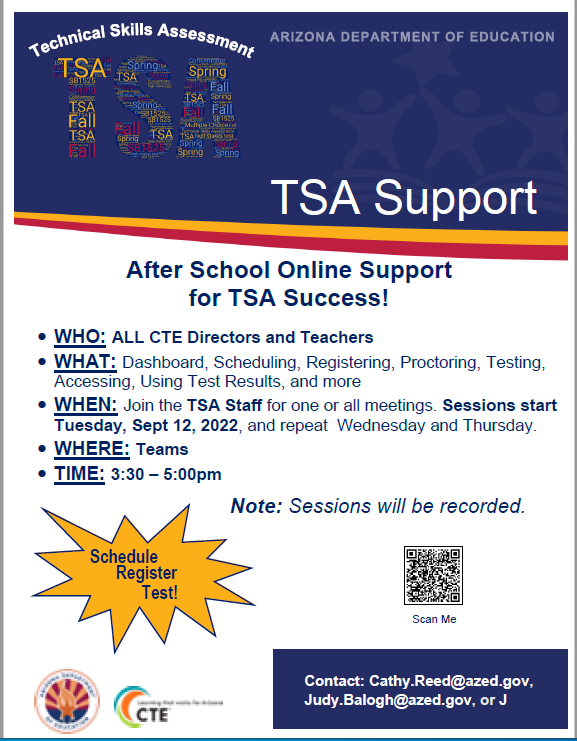 Technical Skills Assessment
ARIZONA DEPARTMENT OF EDUCATION
TSA
Spring
TSA
Spring
Fall
SB1525
TSA
Fall
TSA
Fall
Spring
TSA
Fall
SB1525
Spring
TSA Support
After School Online Support
for TSA Success!
• WHO: ALL CTE Directors and Teachers
• WHAT: Dashboard, Scheduling, Registering, Proctoring, Testing,
Accessing, Using Test Results, and more
• WHEN: Join the TSA Staff for one or all meetings. Sessions start
Tuesday, Sept 12, 2022, and repeat Wednesday and Thursday.
• WHERE: Teams
• TIME: 3:30 – 5:00pm
Note: Sessions will be recorded.
Schedule
Register
Test!
Scan Me
ARIZONA DEPARTMENT
OF EDUCATION
Learning that works for Arizona
CTE
Contact: Cathy.Reed@azed.gov,
Judy.Balogh@azed.gov, or J